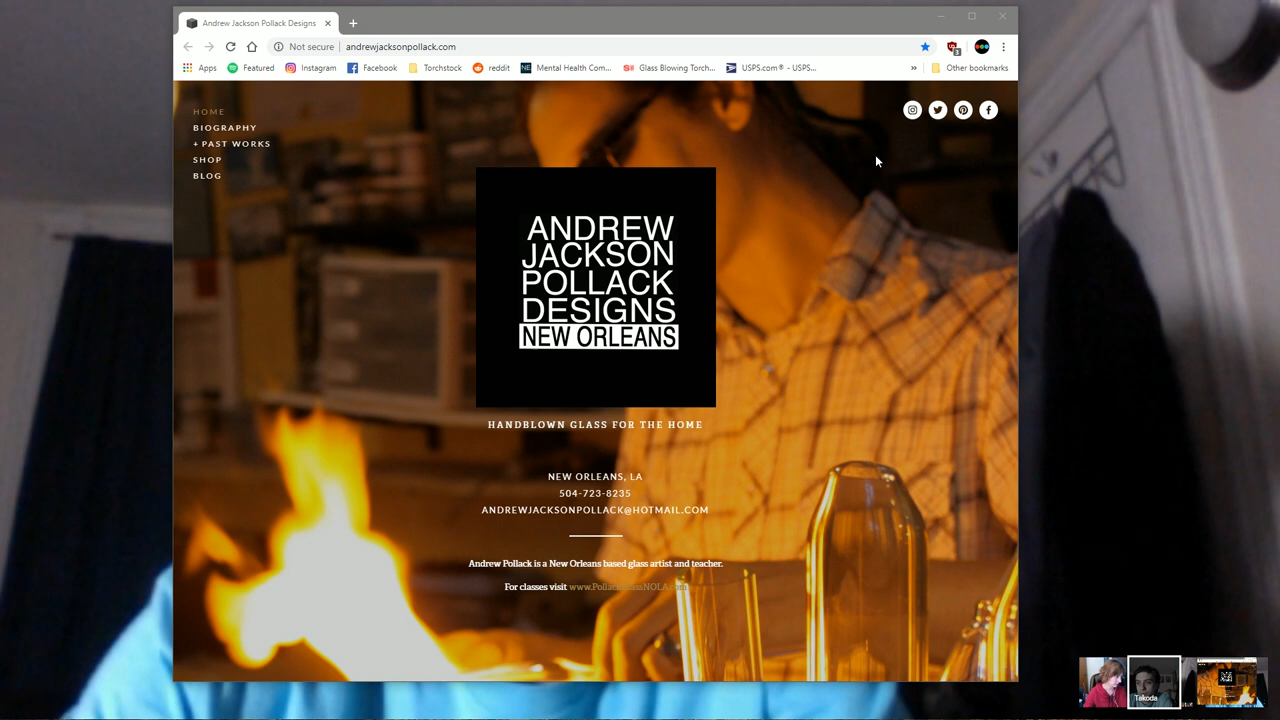 Andrew Jackson Pollack Designs
Not secure
andrewjacksonpollack.com
Apps
Featured
Instagram
Facebook
Torchstock
reddit
Mental Health Com...
Glass Blowing Torch...
USPS.com® - USPS...
»
Other bookmarks
HOME
BIOGRAPHY
+ PAST WORKS
SHOP
BLOG
ANDREW
JACKSON
POLLACK
DESIGNS
NEW ORLEANS
HANDBLOWN GLASS FOR THE HOME
NEW ORLEANS, LA
504-723-8235
ANDREWJACKSONPOLLACK@HOTMAIL.COM
Andrew Pollack is a New Orleans based glass artist and teacher.
For classes visit
Takoda